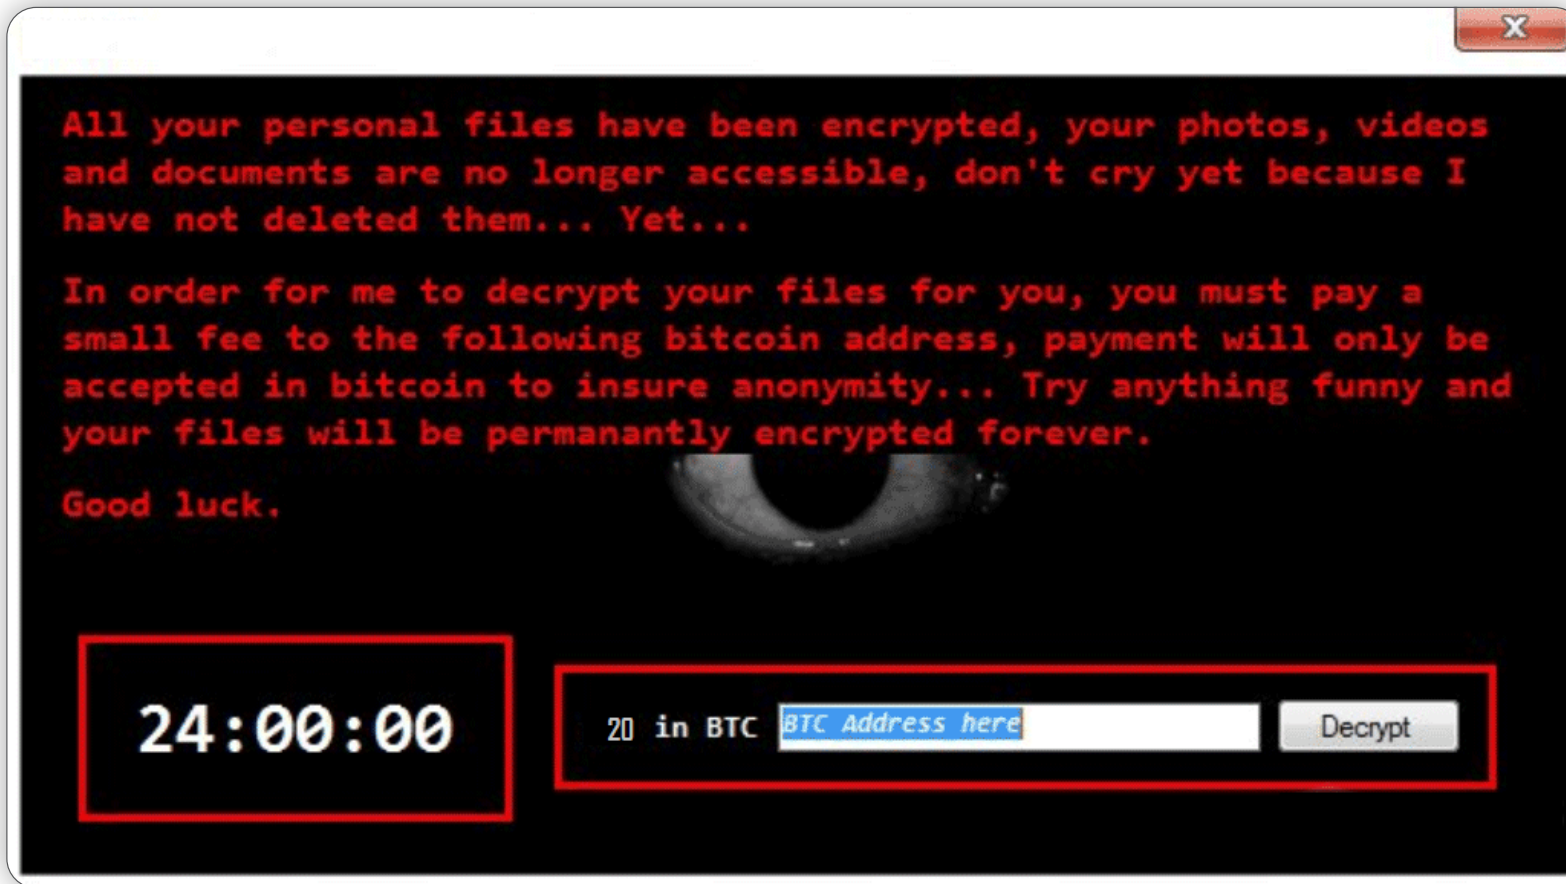 X
All your personal files have been encrypted, your photos, videos
and documents are no longer accessible, don't cry yet because I
have not deleted them... Yet...
In order for me to decrypt your files for you, you must pay a
small fee to the following bitcoin address, payment will only be
accepted in bitcoin to insure anonymity... Try anything funny and
your files will be permanantly encrypted forever.
Good luck.
24:00:00
20 in BTC BTC Address here Decrypt